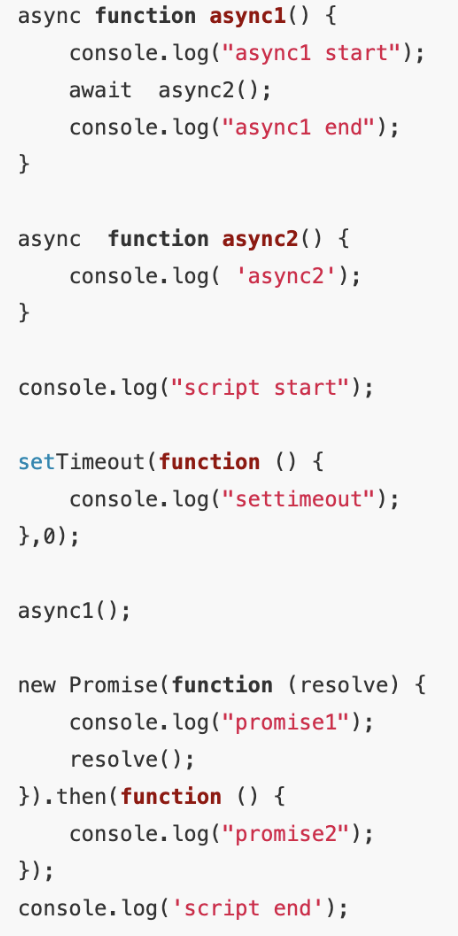 async function async1() {
    console.log("async1 start");
    await  async2();
    console.log("async1 end");
}

async  function async2() {
    console.log( 'async2');
}

console.log("script start");

setTimeout(function () {
    console.log("settimeout");
},0);

async1();

new Promise(function (resolve) {
    console.log("promise1");
    resolve();
}).then(function () {
    console.log("promise2");
});
console.log('script end');